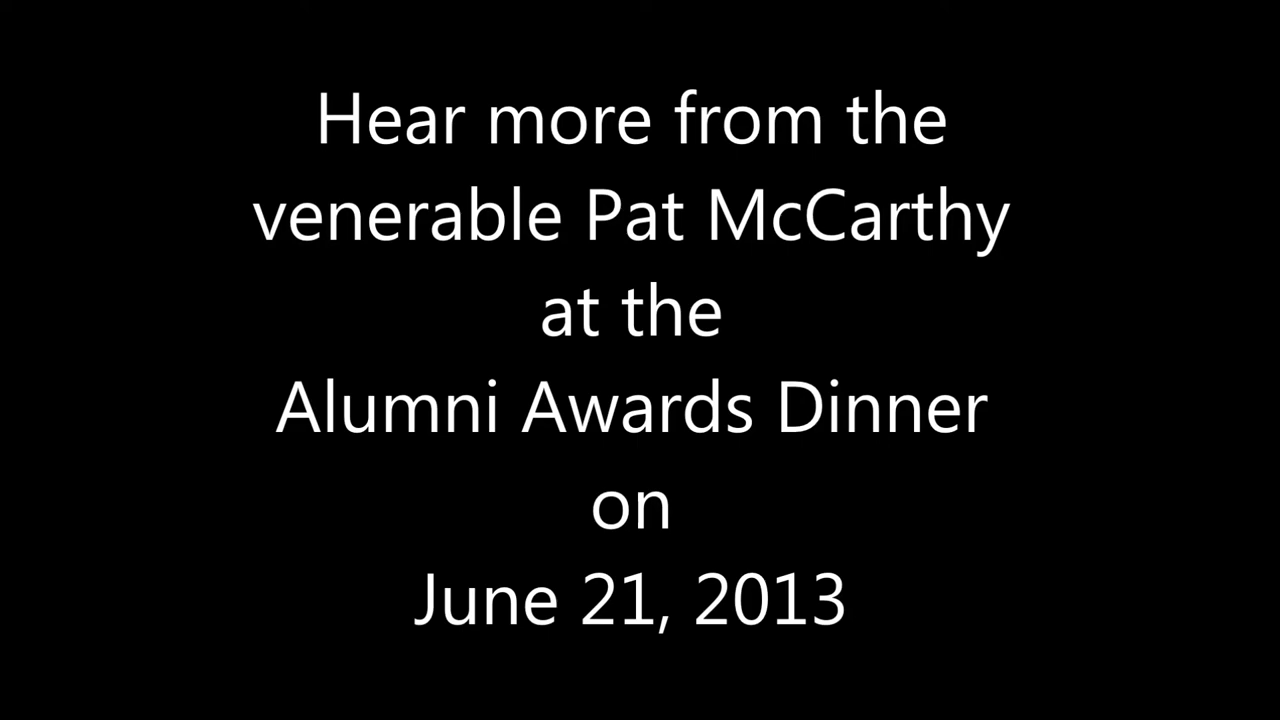 Hear more from the
venerable Pat McCarthy
at the
Alumni Awards Dinner
on
June 21, 2013